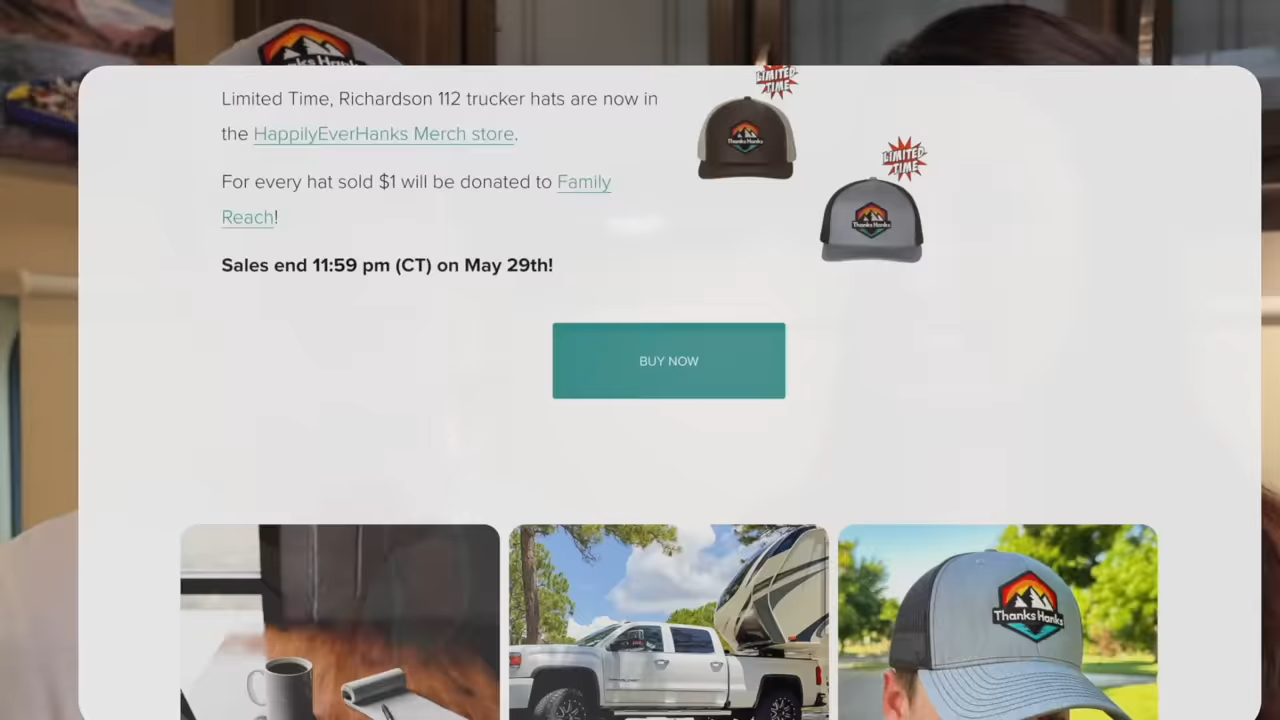 nks Hank
Limited Time, Richardson 112 trucker hats are now in
the HappilyEverHanks Merch store.
For every hat sold $1 will be donated to Family
Reach!
Sales end 11:59 pm (CT) on May 29th!
LIMITED
TIME
Thanks Hanks
LIMITED
TIME
Thanks Hanks
BUY NOW
Thanks Hanks